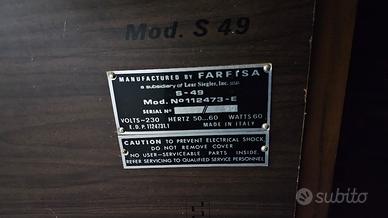 Mod. S 49
MANUFACTURED BY FARFISA
a subsidiary of Lear Siegler, Inc.
S-49
Mod. Nº 112473-E
SERIAL Nº
VOLTS~230 HERTZ 50...60 WATTS 60
E.D.P. 1124731.1 MADE IN ITALY
CAUTION TO PREVENT ELECTRICAL SHOCK
DO NOT REMOVE COVER
NO USER-SERVICEABLE PARTS INSIDE.
REFER SERVICING TO QUALIFIED SERVICE PERSONNEL
subito